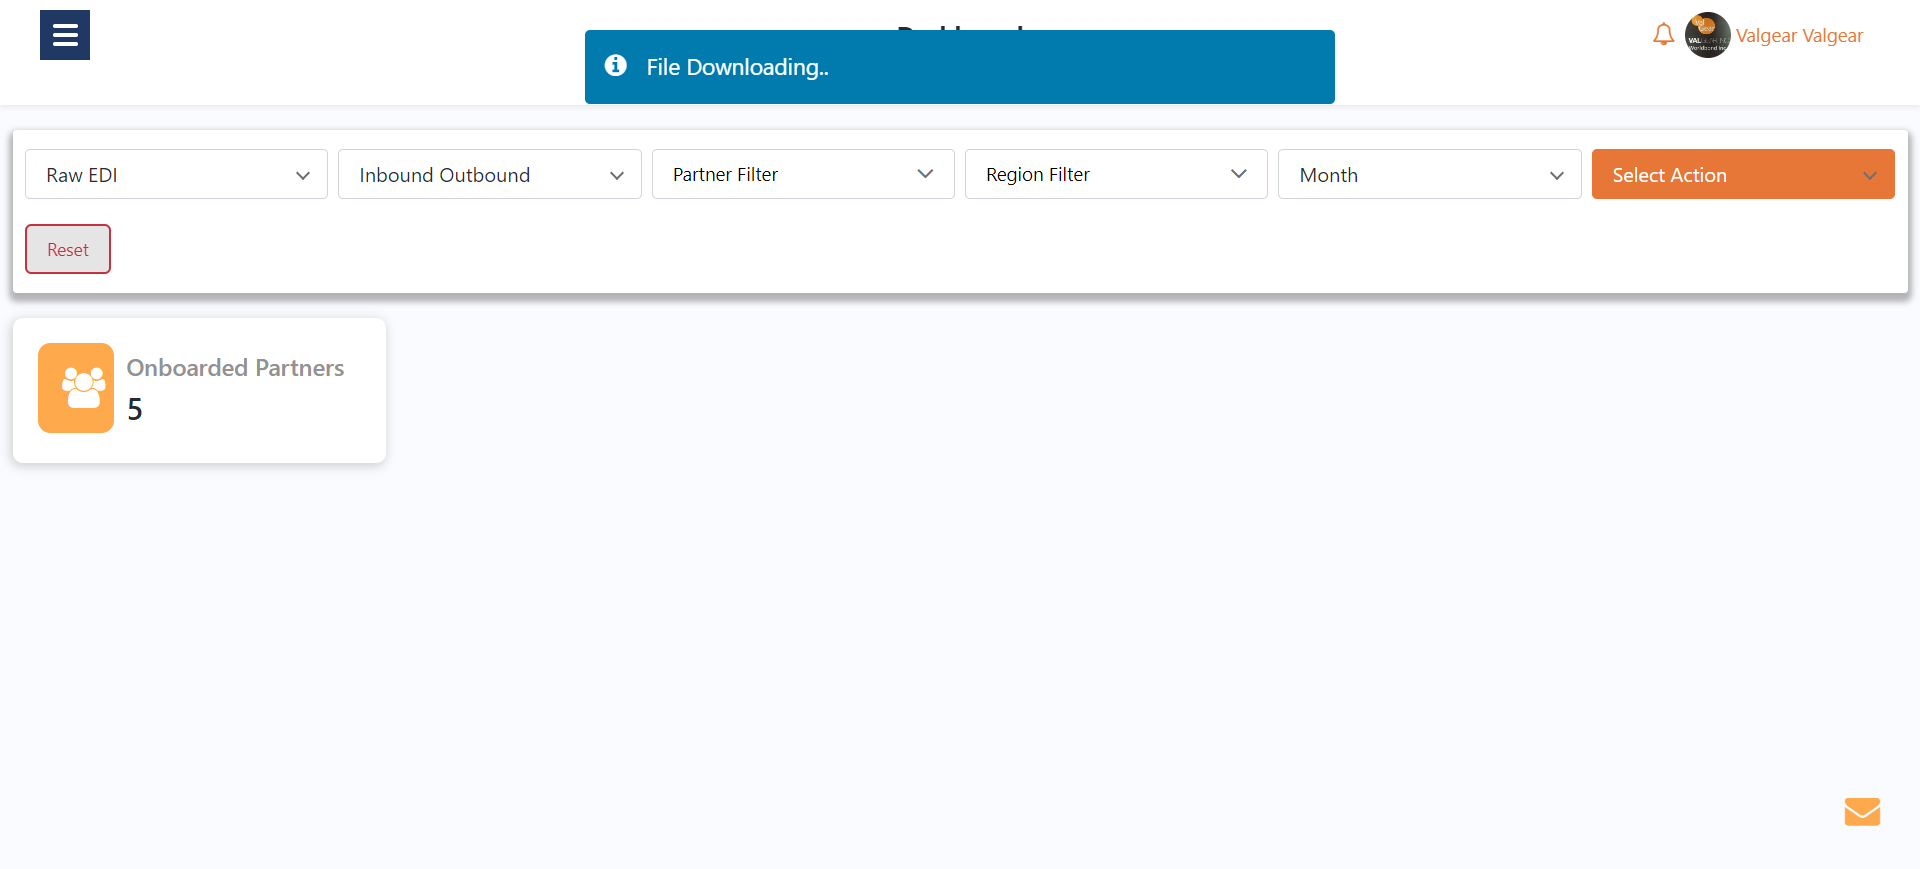 File Downloading..
Valgear Valgear
Raw EDI
Inbound Outbound
Partner Filter
Region Filter
Month
Select Action
Reset
Onboarded Partners
5